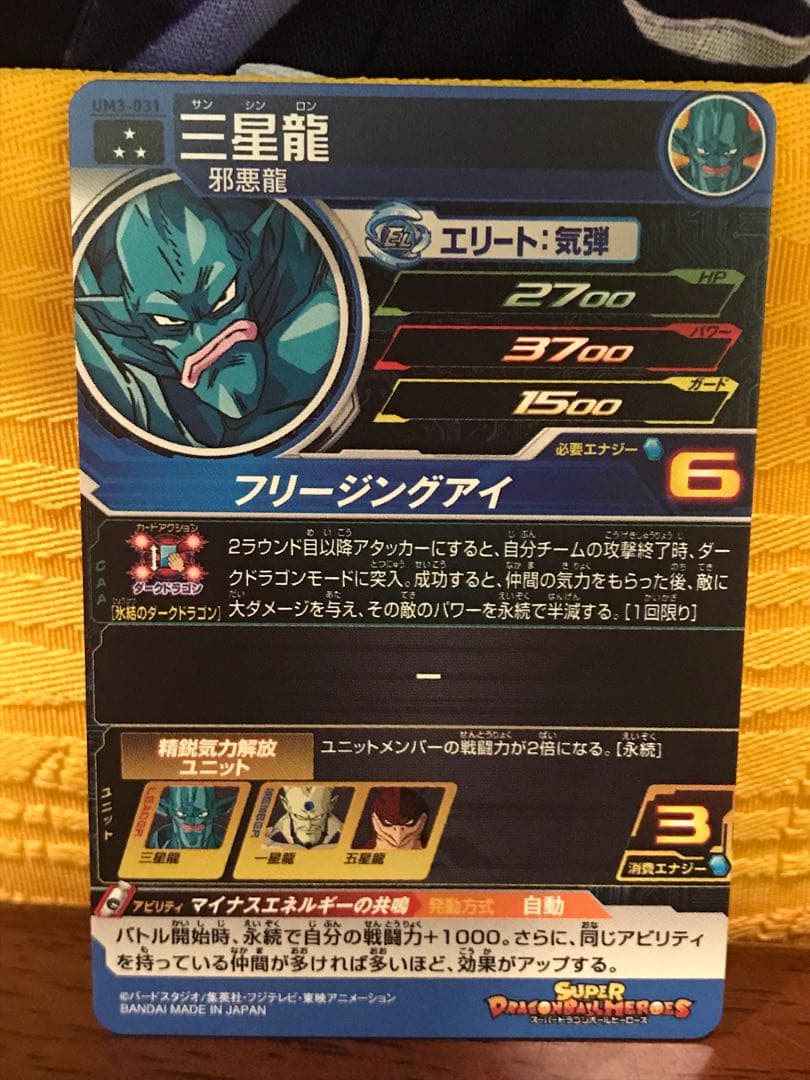 UM3-031
サン シン ロン
三星龍
邪悪龍
EL エリート:気弾
HP
2700
パワー
3700
ガード
1500
必要エナジー
6
フリージングアイ
CAA
カードアクション
ダークドラゴン
[氷結のダークドラゴン]
2ラウンド目以降アタッカーにすると、自分チームの攻撃終了時、ダー
クドラゴンモードに突入。成功すると、仲間の気力をもらった後、敵に
大ダメージを与え、その敵のパワーを永続で半減する。[1回限り]
ー
ユニット
精鋭気力解放
ユニット
ユニットメンバーの戦闘力が2倍になる。[永続]
LEADER
三星龍
MEMBER
一星龍
五星龍
3
消費エナジー
アビリティ マイナスエネルギーの共鳴 発動方式 自動
バトル開始時、永続で自分の戦闘力+1000。さらに、同じアビリティ
を持っている仲間が多ければ多いほど、効果がアップする。
©バードスタジオ/集英社・フジテレビ・東映アニメーション
BANDAI MADE IN JAPAN
SUPER
DRAGONBALL HEROES
スーパードラゴンボールヒーローズ